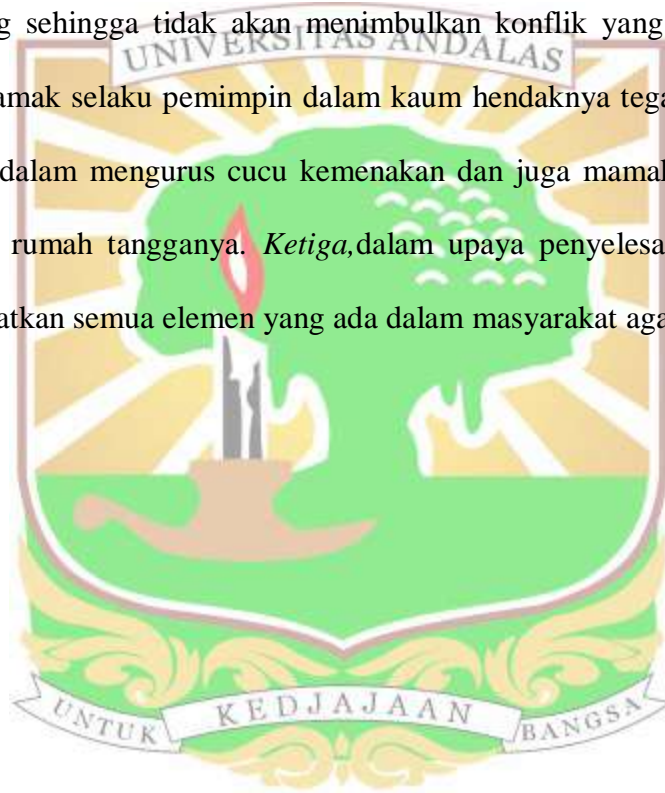 g sehingga tidak akan menimbulkan konflik yang
UNIVERSITAS ANDALAS
amak selaku pemimpin dalam kaum hendaknya tega
dalam mengurus cucu kemenakan dan juga mamal
rumah tangganya. Ketiga,dalam upaya penyelesa
atkan semua elemen yang ada dalam masyarakat aga
UNTUK KEDJAJAAN BANGSA